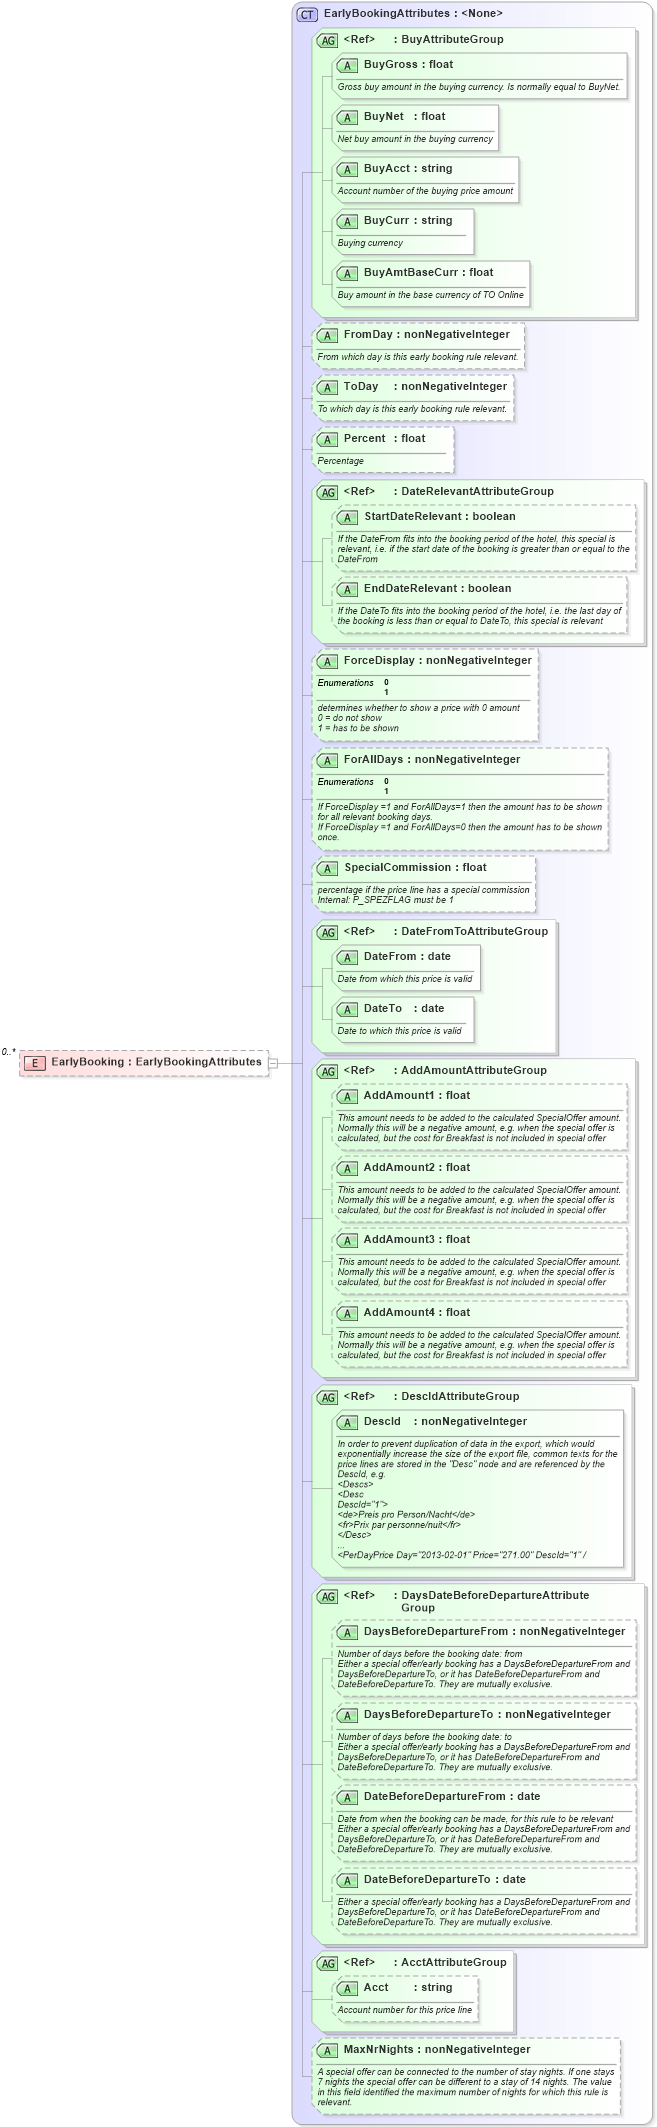 CT EarlyBookingAttributes : <None>
AG <Ref> : BuyAttributeGroup
A BuyGross : float
Gross buy amount in the buying currency. Is normally equal to BuyNet.
A BuyNet : float
Net buy amount in the buying currency
A BuyAcct : string
Account number of the buying price amount
A BuyCurr : string
Buying currency
A BuyAmtBaseCurr : float
Buy amount in the base currency of TO Online
A FromDay : nonNegativeInteger
From which day is this early booking rule relevant.
A ToDay : nonNegativeInteger
To which day is this early booking rule relevant.
A Percent : float
Percentage
AG <Ref> : DateRelevantAttributeGroup
A StartDateRelevant : boolean
If the DateFrom fits into the booking period of the hotel, this special is
relevant, i.e. if the start date of the booking is greater than or equal to the
DateFrom
A EndDateRelevant : boolean
If the DateTo fits into the booking period of the hotel, i.e. the last day of
the booking is less than or equal to DateTo, this special is relevant
A ForceDisplay : nonNegativeInteger
Enumerations 0
1
determines whether to show a price with 0 amount
0 = do not show
1 = has to be shown
A ForAllDays : nonNegativeInteger
Enumerations 0
1
If ForceDisplay =1 and ForAllDays=1 then the amount has to be shown
for all relevant booking days.
If ForceDisplay =1 and ForAllDays=0 then the amount has to be shown
once.
A SpecialCommission : float
percentage if the price line has a special commission
Internal: P_SPEZFLAG must be 1
AG <Ref> : DateFromToAttributeGroup
A DateFrom : date
Date from which this price is valid
A DateTo : date
Date to which this price is valid
0..*
E EarlyBooking : EarlyBookingAttributes
AG <Ref> : AddAmountAttributeGroup
A AddAmount1 : float
This amount needs to be added to the calculated SpecialOffer amount.
Normally this will be a negative amount, e.g. when the special offer is
calculated, but the cost for Breakfast is not included in special offer
A AddAmount2 : float
This amount needs to be added to the calculated SpecialOffer amount.
Normally this will be a negative amount, e.g. when the special offer is
calculated, but the cost for Breakfast is not included in special offer
A AddAmount3 : float
This amount needs to be added to the calculated SpecialOffer amount.
Normally this will be a negative amount, e.g. when the special offer is
calculated, but the cost for Breakfast is not included in special offer
A AddAmount4 : float
This amount needs to be added to the calculated SpecialOffer amount.
Normally this will be a negative amount, e.g. when the special offer is
calculated, but the cost for Breakfast is not included in special offer
AG <Ref> : DescIdAttributeGroup
A DescId : nonNegativeInteger
In order to prevent duplication of data in the export, which would
exponentially increase the size of the export file, common texts for the
price lines are stored in the "Desc" node and are referenced by the
DescId, e.g.
<Descs>
<Desc
DescId="1">
<de>Preis pro Person/Nacht</de>
<fr>Prix par personne/nuit</fr>
</Desc>
...
<PerDayPrice Day="2013-02-01" Price="271.00" DescId="1" /
AG <Ref> : DaysDateBeforeDepartureAttribute
Group
A DaysBeforeDepartureFrom : nonNegativeInteger
Number of days before the booking date: from
Either a special offer/early booking has a DaysBeforeDepartureFrom and
DaysBeforeDepartureTo, or it has DateBeforeDepartureFrom and
DateBeforeDepartureTo. They are mutually exclusive.
A DaysBeforeDepartureTo : nonNegativeInteger
Number of days before the booking date: to
Either a special offer/early booking has a DaysBeforeDepartureFrom and
DaysBeforeDepartureTo, or it has DateBeforeDepartureFrom and
DateBeforeDepartureTo. They are mutually exclusive.
A DateBeforeDepartureFrom : date
Date from when the booking can be made, for this rule to be relevant
Either a special offer/early booking has a DaysBeforeDepartureFrom and
DaysBeforeDepartureTo, or it has DateBeforeDepartureFrom and
DateBeforeDepartureTo. They are mutually exclusive.
A DateBeforeDepartureTo : date
Either a special offer/early booking has a DaysBeforeDepartureFrom and
DaysBeforeDepartureTo, or it has DateBeforeDepartureFrom and
DateBeforeDepartureTo. They are mutually exclusive.
AG <Ref> : AcctAttributeGroup
A Acct : string
Account number for this price line
A MaxNrNights : nonNegativeInteger
A special offer can be connected to the number of stay nights. If one stays
7 nights the special offer can be different to a stay of 14 nights. The value
in this field identified the maximum number of nights for which this rule is
relevant.